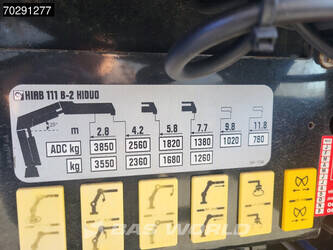 70291277
HIAB 111 B-2 HIDUO
m 2.8 4.2 5.8 7.7 9.8 11.8
ADC kg 3850 2560 1820 1380 1020 780
kg 3550 2360 1680 1260
BAS WORLD